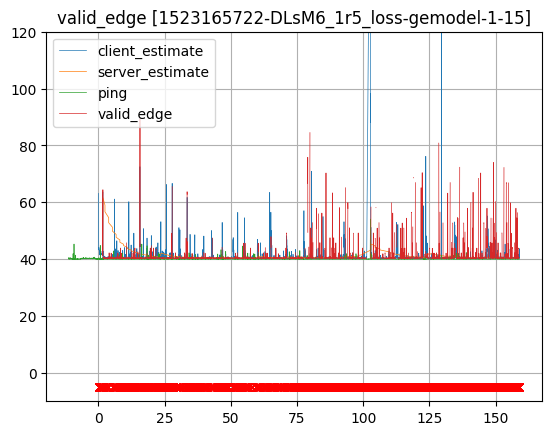 valid_edge [1523165722-DLsM6_1r5_loss-gemodel-1-15]
client_estimate
server_estimate
ping
valid_edge
120
100
80
60
40
20
0
0 25 50 75 100 125 150